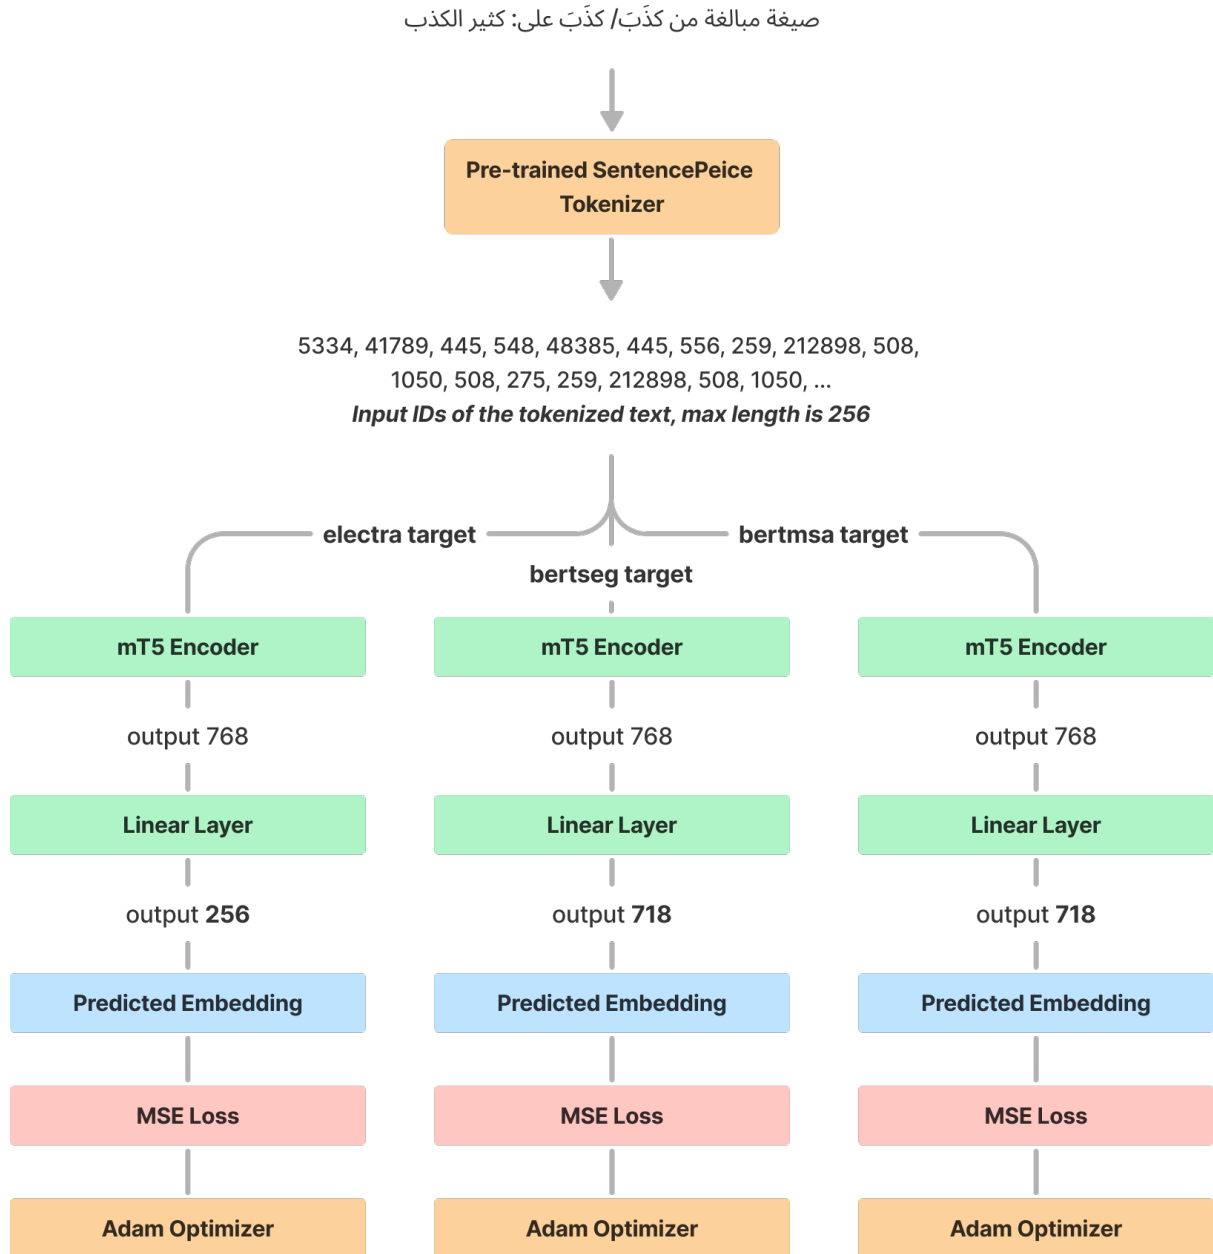 صيغة مبالغة من كذَبَ/ كذَبَ على: كثير الكذب
Pre-trained SentencePeice
Tokenizer
5334, 41789, 445, 548, 48385, 445, 556, 259, 212898, 508,
1050, 508, 275, 259, 212898, 508, 1050, ...
Input IDs of the tokenized text, max length is 256
electra target
bertmsa target
bertseg target
mT5 Encoder
mT5 Encoder
mT5 Encoder
output 768
output 768
output 768
Linear Layer
Linear Layer
Linear Layer
output 256
output 718
output 718
Predicted Embedding
Predicted Embedding
Predicted Embedding
MSE Loss
MSE Loss
MSE Loss
Adam Optimizer
Adam Optimizer
Adam Optimizer